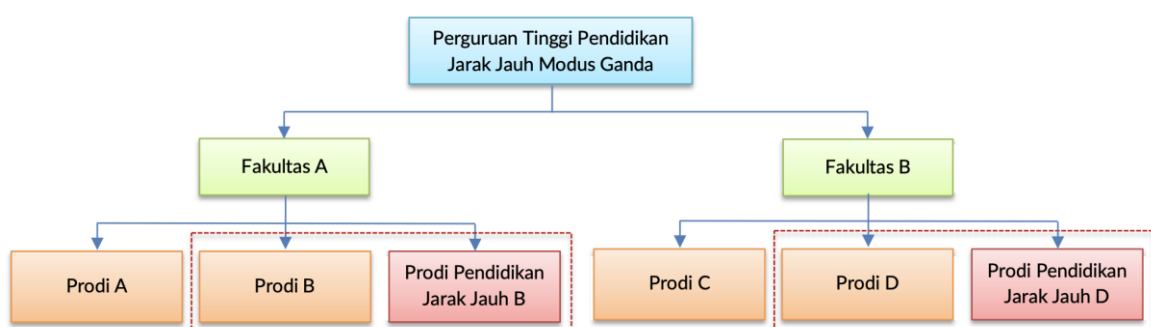 Perguruan Tinggi Pendidikan
Jarak Jauh Modus Ganda
Fakultas A
Fakultas B
Prodi A
Prodi B
Prodi Pendidikan
Jarak Jauh B
Prodi C
Prodi D
Prodi Pendidikan
Jarak Jauh D